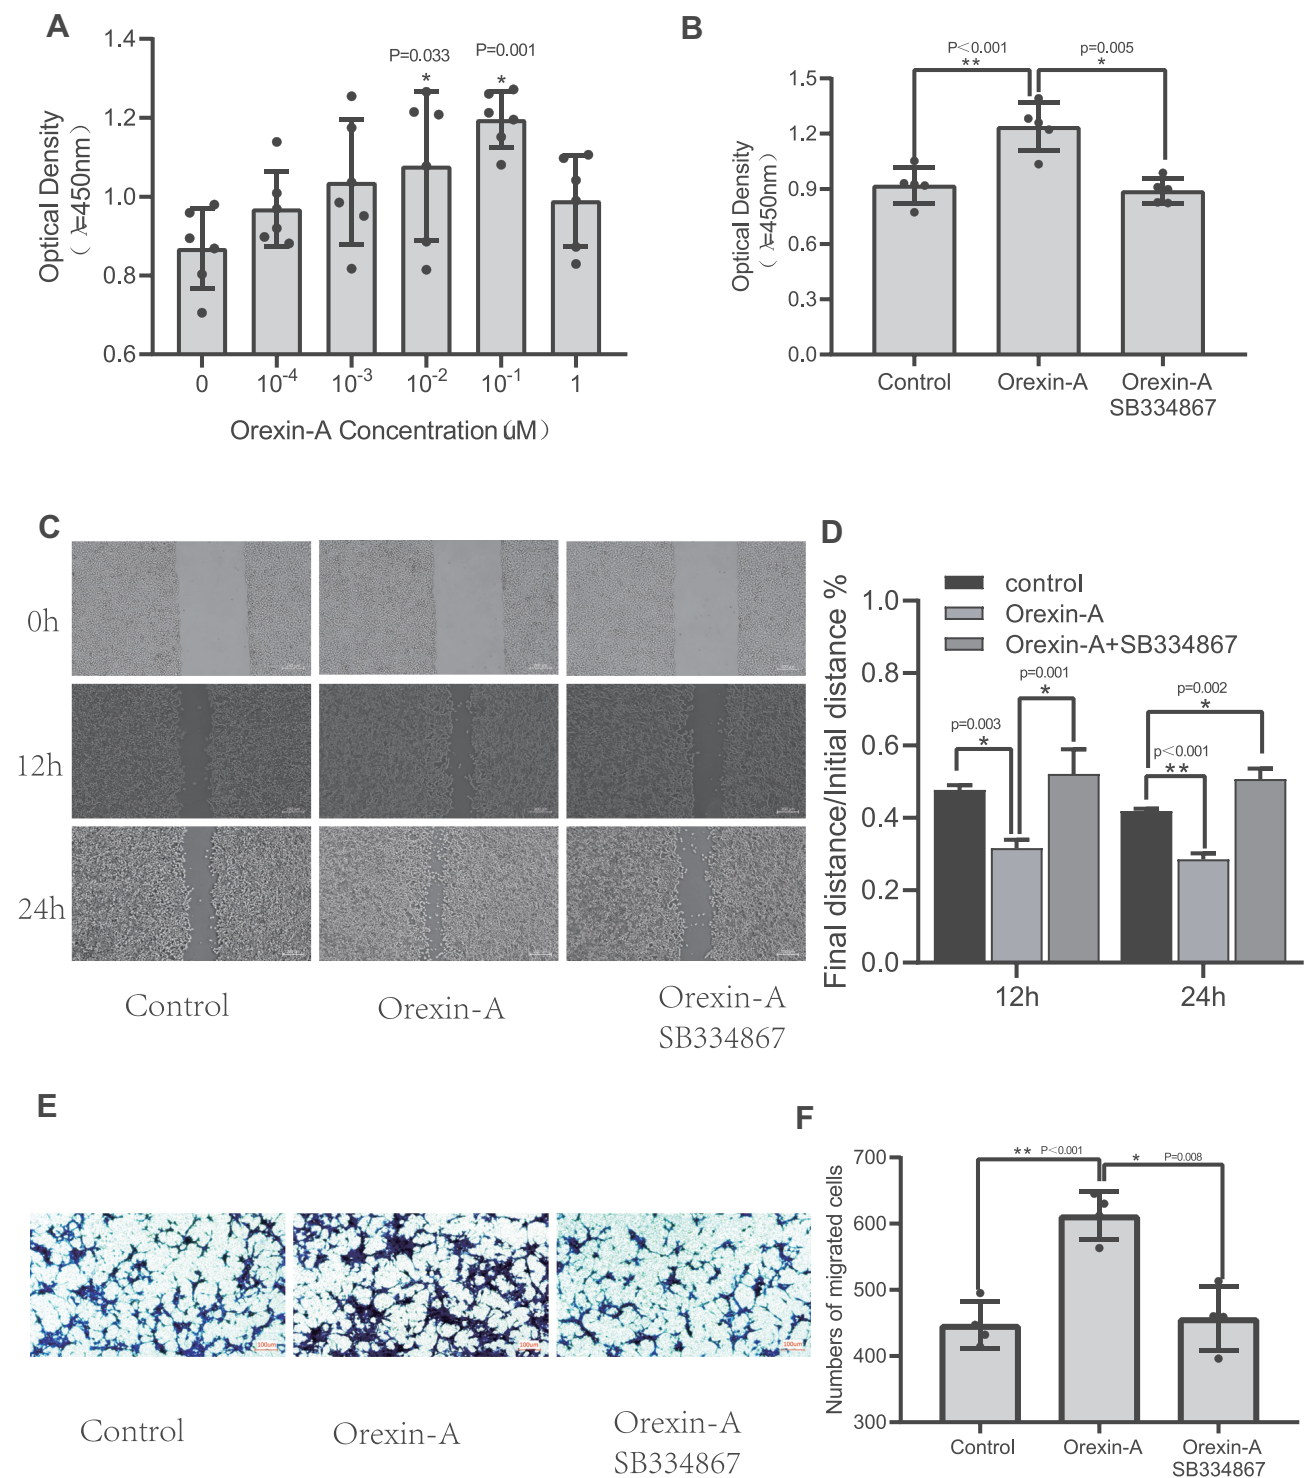 A
1.4
1.2
1.0
0.8
0.6
Optical Density
(λ=450nm)
P=0.033
*
P=0.001
*
0 10-4 10-3 10-2 10-1 1
Orexin-A Concentration uM)
B
1.5
1.2
0.9
0.6
0.3
0.0
Optical Density
(λ=450nm)
P<0.001
**
p=0.005
*
Control Orexin-A Orexin-A
SB334867
C
0h
12h
24h
Control Orexin-A Orexin-A
SB334867
D
control
Orexin-A
Orexin-A+SB334867
Final distance/Initial distance %
1.0
0.8
0.6
0.4
0.2
0.0
p=0.003
*
p=0.001
*
p=0.002
*
p<0.001
**
12h 24h
E
100um 100um 100um
Control Orexin-A Orexin-A
SB334867
F
Numbers of migrated cells
700
600
500
400
300
** P<0.001
* P=0.008
Control Orexin-A Orexin-A
SB334867